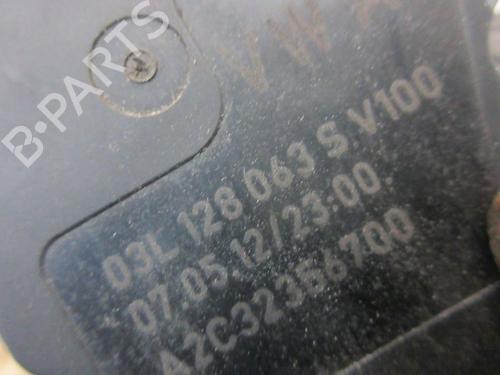 B-PARTS
VW A
03L 128 063 S V100
07.05.12/23:00
A2C32356700